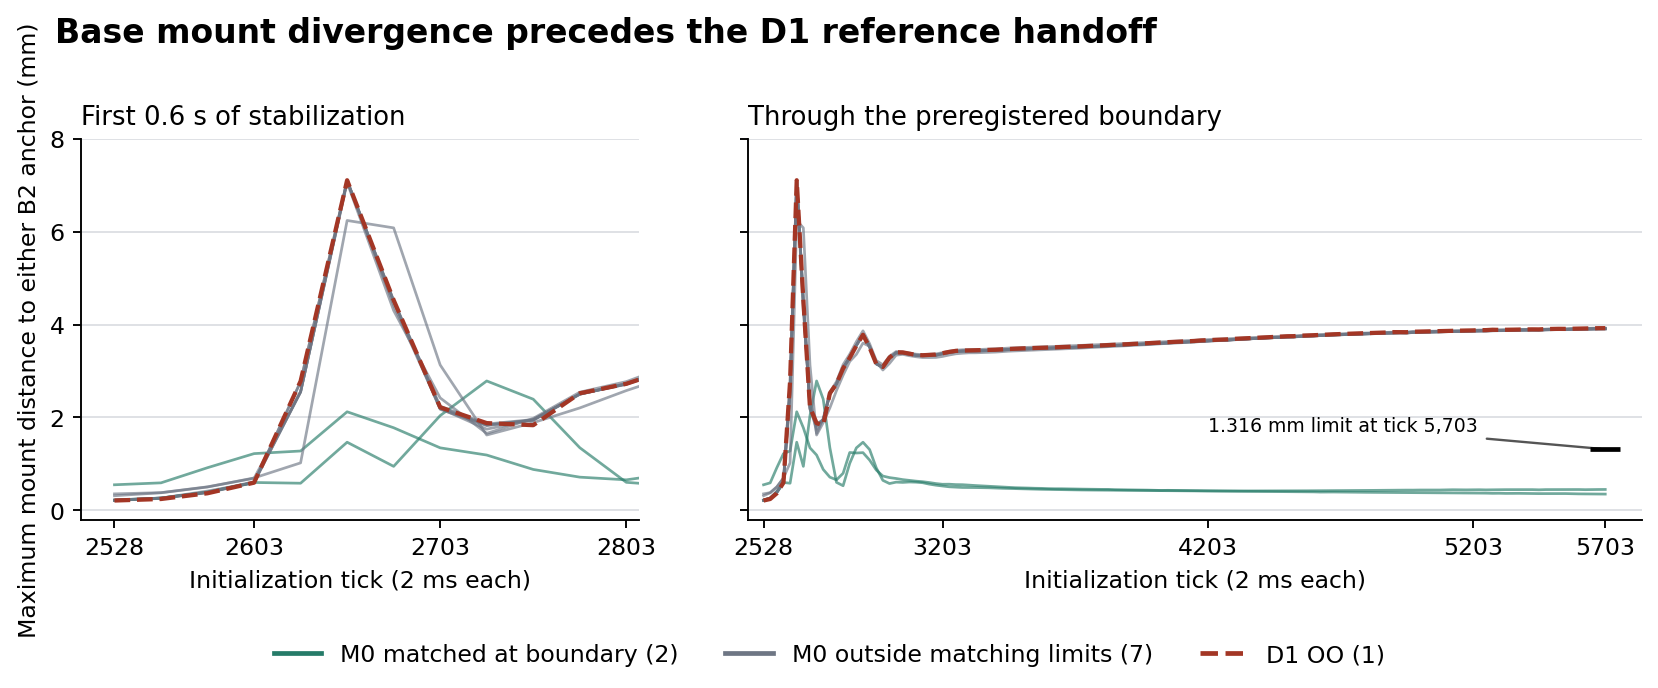 Base mount divergence precedes the D1 reference handoff
Maximum mount distance to either B2 anchor (mm)
First 0.6 s of stabilization
8
6
4
2
0
2528 2603 2703 2803
Initialization tick (2 ms each)
Through the preregistered boundary
1.316 mm limit at tick 5,703
2528 3203 4203 5203 5703
Initialization tick (2 ms each)
M0 matched at boundary (2) M0 outside matching limits (7) D1 OO (1)